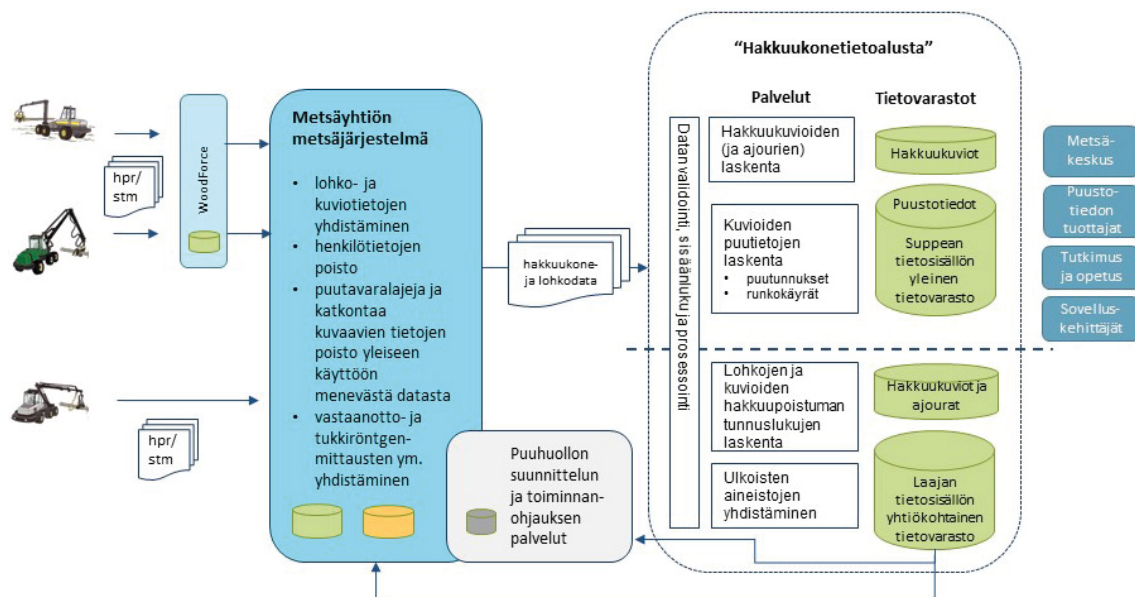 "Hakkuukonetietoalusta"
hpr/
stm
WoodForce
hpr/
stm
Metsäyhtiön
metsäjärjestelmä
• lohko- ja
kuviotietojen
yhdistäminen
• henkilötietojen
poisto
• puutavaralajeja ja
katkontaa
kuvaavien tietojen
poisto yleiseen
käyttöön
menevästä datasta
• vastaanotto- ja
tukkiröntgen-
mittausten ym.
yhdistäminen
Puuhuollon
suunnittelun
ja toiminnan-
ohjauksen
palvelut
hakkuukone-
ja lohkodata
Datan validointi, sisäänluku ja prosessointi
Palvelut
Hakkuukuvioiden
(ja ajourien)
laskenta
Kuvioiden
puutietojen
laskenta
• puutunnukset
• runkokäyrät
Lohkojen ja
kuvioiden
hakkuupoistuman
tunnuslukujen
laskenta
Ulkoisten
aineistojen
yhdistäminen
Tietovarastot
Hakkuukuviot
Puustotiedot
Suppean
tietosisällön
yleinen
tietovarasto
Hakkuukuviot ja
ajourat
Laajan
tietosisällön
yhtiökohtainen
tietovarasto
Metsä-
keskus
Puusto-
tiedon
tuottajat
Tutkimus
ja opetus
Sovellus-
kehittäjät